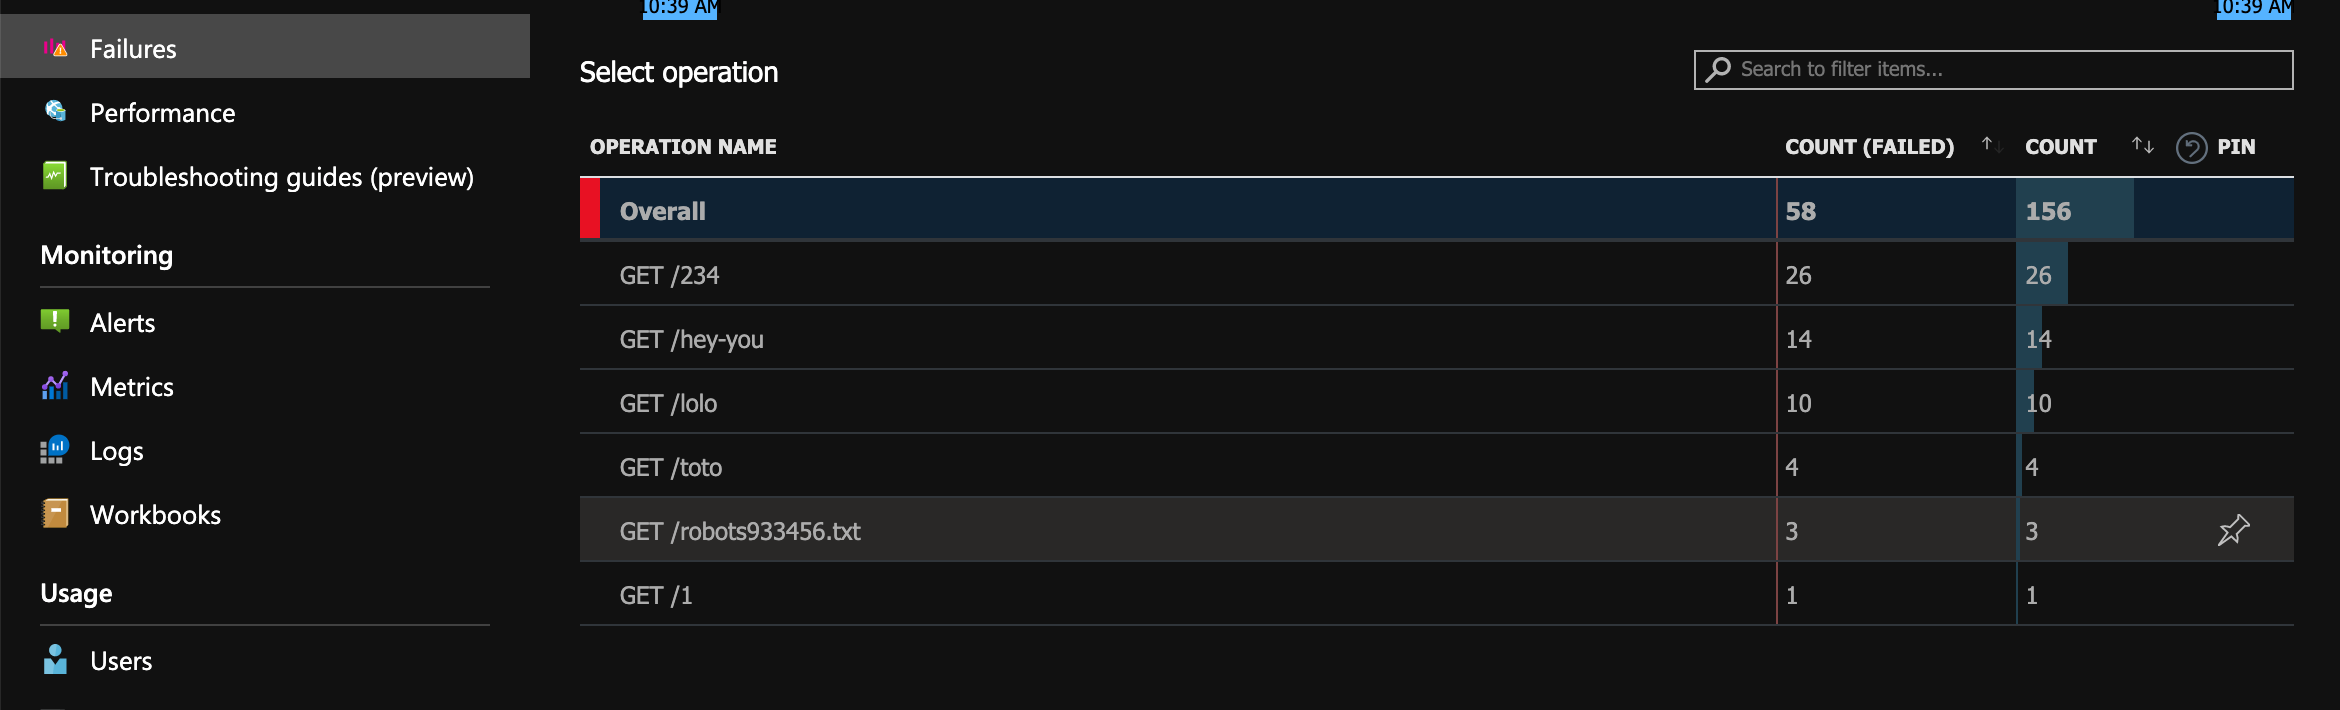 10:39 AM
10:39 AM
Failures
Performance
Troubleshooting guides (preview)
Monitoring
Alerts
Metrics
Logs
Workbooks
Usage
Users
Select operation
Search to filter items...
OPERATION NAME COUNT (FAILED) COUNT PIN
Overall 58 156
GET /234 26 26
GET /hey-you 14 14
GET /lolo 10 10
GET /toto 4 4
GET /robots933456.txt 3 3
GET /1 1 1